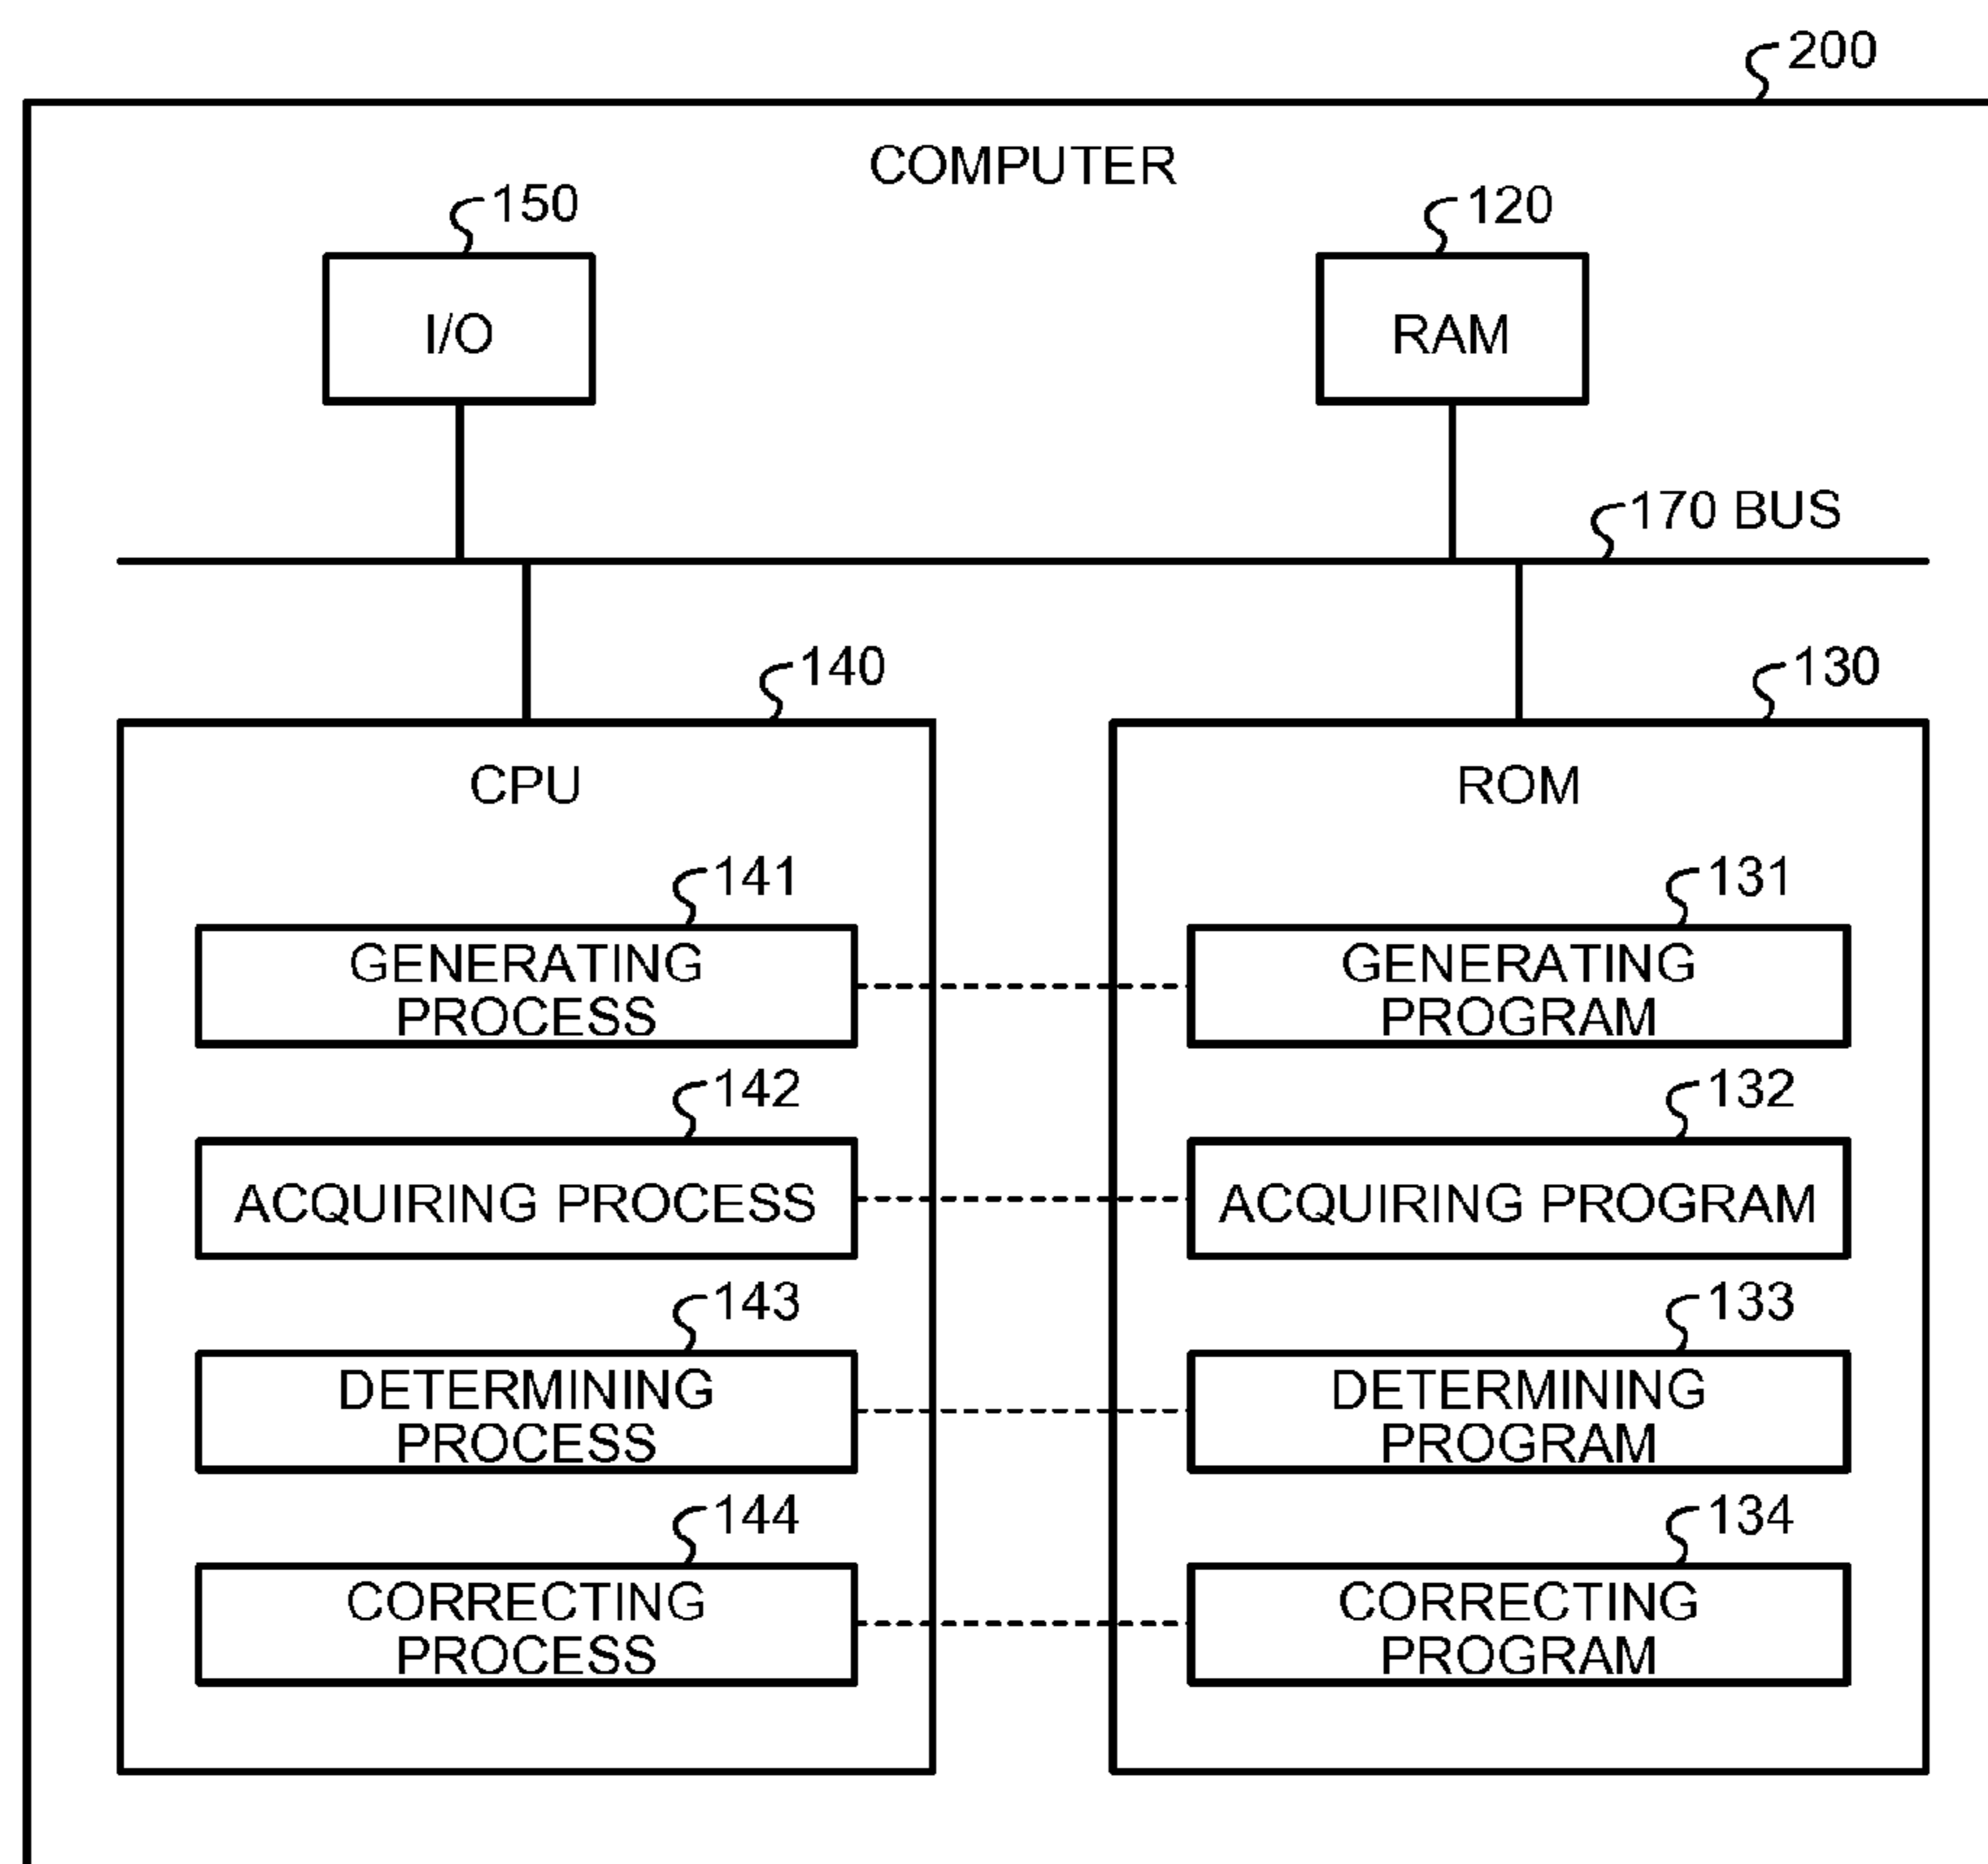 200
COMPUTER
150
120
I/O
RAM
170 BUS
140
130
CPU
ROM
141
131
GENERATING
PROCESS
GENERATING
PROGRAM
142
132
ACQUIRING PROCESS
ACQUIRING PROGRAM
143
133
DETERMINING
PROCESS
DETERMINING
PROGRAM
144
134
CORRECTING
PROCESS
CORRECTING
PROGRAM